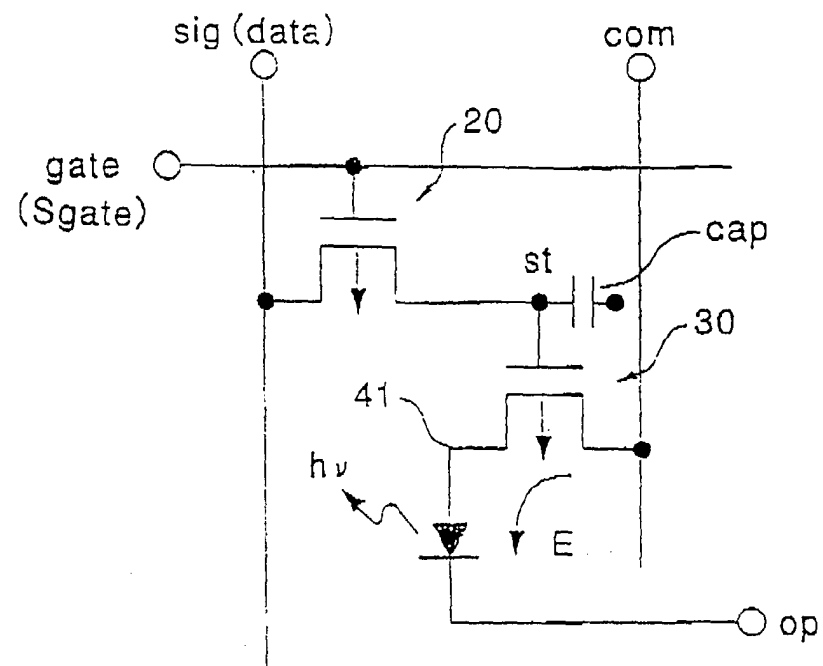 sig (data)
com
20
gate
(Sgate)
cap
st
30
41
hν
E
op